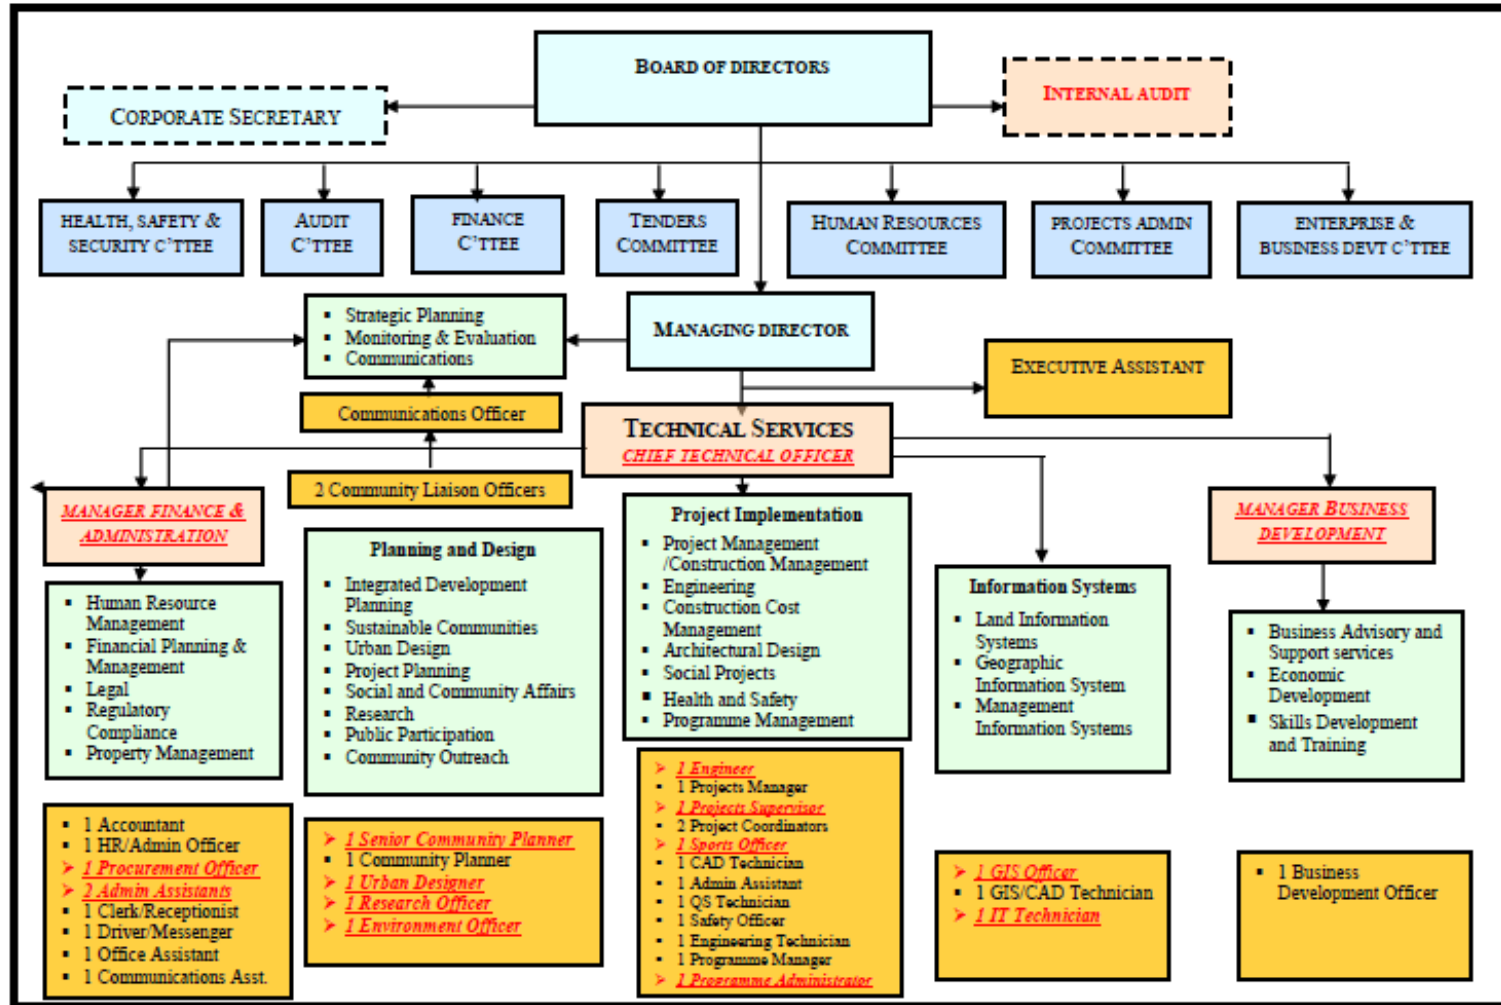 BOARD OF DIRECTORS
INTERNAL AUDIT
CORPORATE SECRETARY
HEALTH, SAFETY &
SECURITY C'TTEE
AUDIT
C'TTEE
FINANCE
C'TTEE
TENDERS
COMMITTEE
HUMAN RESOURCES
COMMITTEE
PROJECTS ADMIN
COMMITTEE
ENTERPRISE &
BUSINESS DEVT C'TTEE
▪ Strategic Planning
▪ Monitoring & Evaluation
▪ Communications
MANAGING DIRECTOR
EXECUTIVE ASSISTANT
Communications Officer
TECHNICAL SERVICES
CHIEF TECHNICAL OFFICER
2 Community Liaison Officers
MANAGER FINANCE &
ADMINISTRATION
MANAGER BUSINESS
DEVELOPMENT
▪ Human Resource
Management
▪ Financial Planning &
Management
▪ Legal
▪ Regulatory
Compliance
▪ Property Management
Planning and Design
▪ Integrated Development
Planning
▪ Sustainable Communities
▪ Urban Design
▪ Project Planning
▪ Social and Community Affairs
▪ Research
▪ Public Participation
▪ Community Outreach
Project Implementation
▪ Project Management
/Construction Management
▪ Engineering
▪ Construction Cost
Management
▪ Architectural Design
▪ Social Projects
▪ Health and Safety
▪ Programme Management
Information Systems
▪ Land Information
Systems
▪ Geographic
Information System
▪ Management
Information Systems
▪ Business Advisory and
Support services
▪ Economic
Development
▪ Skills Development
and Training
▪ 1 Accountant
▪ 1 HR/Admin Officer
➢ 1 Procurement Officer
➢ 2 Admin Assistants
▪ 1 Clerk/Receptionist
▪ 1 Driver/Messenger
▪ 1 Office Assistant
▪ 1 Communications Asst.
➢ 1 Senior Community Planner
▪ 1 Community Planner
➢ 1 Urban Designer
➢ 1 Research Officer
➢ 1 Environment Officer
➢ 1 Engineer
▪ 1 Projects Manager
➢ 1 Projects Supervisor
▪ 2 Project Coordinators
➢ 1 Sports Officer
▪ 1 CAD Technician
▪ 1 Admin Assistant
▪ 1 QS Technician
▪ 1 Safety Officer
▪ 1 Engineering Technician
▪ 1 Programme Manager
➢ 1 Programme Administrator
➢ 1 GIS Officer
▪ 1 GIS/CAD Technician
➢ 1 IT Technician
▪ 1 Business
Development Officer